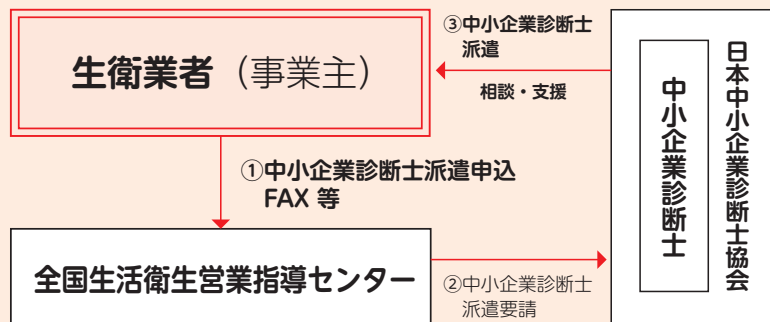 生衛業者（事業主）
①中小企業診断士派遣申込
FAX 等
全国生活衛生営業指導センター
②中小企業診断士
派遣要請
③中小企業診断士
派遣
相談・支援
日本中小企業診断士協会
中小企業診断士